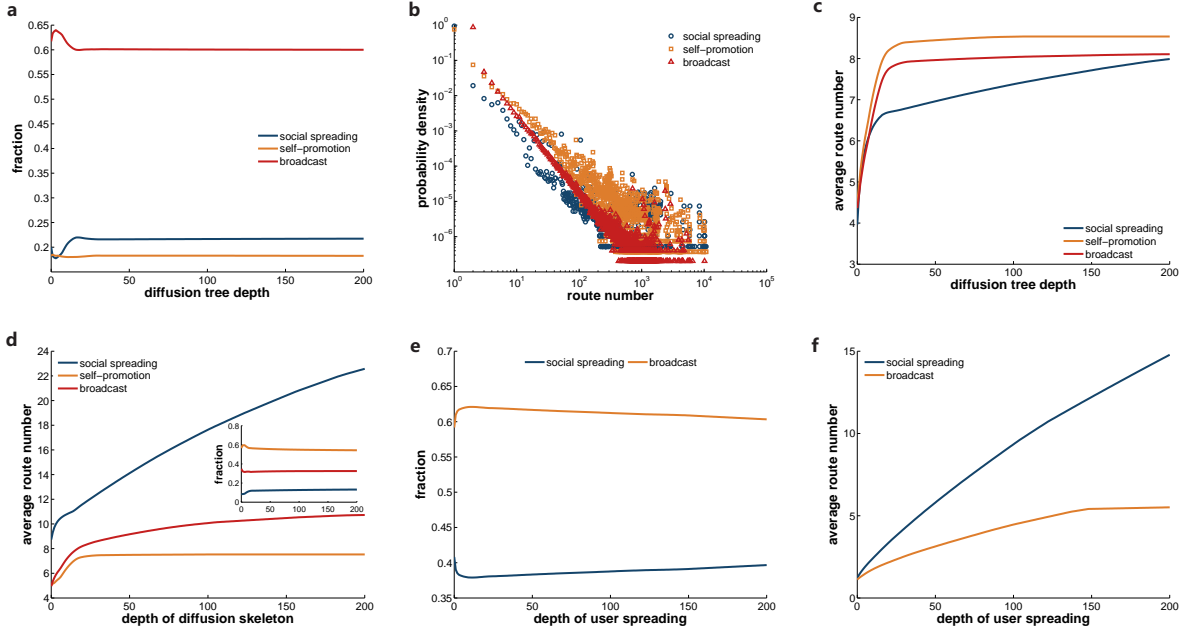 a
0.65
0.6
0.55
0.5
0.45
0.4
0.35
0.3
0.25
0.2
0.15
0
50
100
150
200
fraction
diffusion tree depth
social spreading
self−promotion
broadcast
b
10^0
10^−1
10^−2
10^−3
10^−4
10^−5
10^−6
10^0
10^1
10^2
10^3
10^4
10^5
probability density
route number
social spreading
self−promotion
broadcast
c
9
8
7
6
5
4
3
0
50
100
150
200
average route number
diffusion tree depth
social spreading
self−promotion
broadcast
d
24
22
20
18
16
14
12
10
8
6
4
0
50
100
150
200
average route number
depth of diffusion skeleton
social spreading
self−promotion
broadcast
0.8
0.6
0.4
0.2
0
0
50
100
150
200
fraction
e
0.7
0.65
0.6
0.55
0.5
0.45
0.4
0.35
0
50
100
150
200
fraction
depth of user spreading
social spreading
broadcast
f
15
10
5
0
0
50
100
150
200
average route number
depth of user spreading
social spreading
broadcast